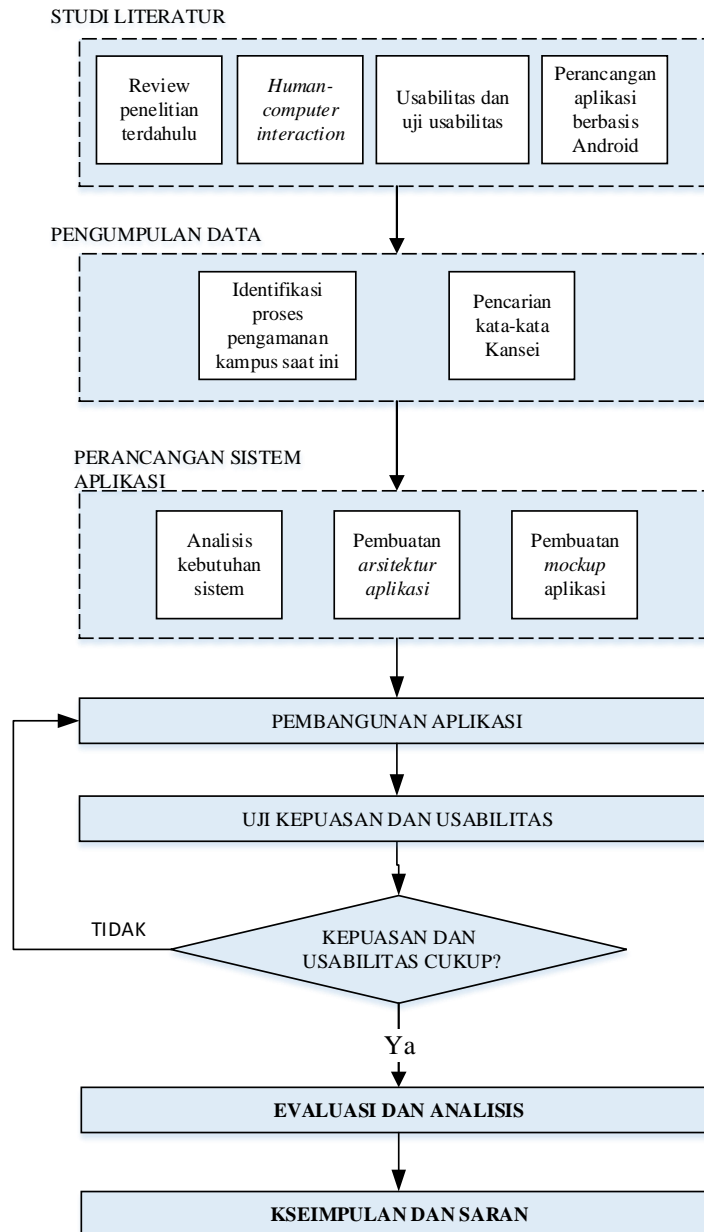 STUDI LITERATUR
Review
penelitian
terdahulu
Human-
computer
interaction
Usabilitas dan
uji usabilitas
Perancangan
aplikasi
berbasis
Android
PENGUMPULAN DATA
Identifikasi
proses
pengamanan
kampus saat ini
Pencarian
kata-kata
Kansei
PERANCANGAN SISTEM
APLIKASI
Analisis
kebutuhan
sistem
Pembuatan
arsitektur
aplikasi
Pembuatan
mockup
aplikasi
PEMBANGUNAN APLIKASI
UJI KEPUASAN DAN USABILITAS
TIDAK
KEPUASAN DAN
USABILITAS CUKUP?
Ya
EVALUASI DAN ANALISIS
KSEIMPULAN DAN SARAN